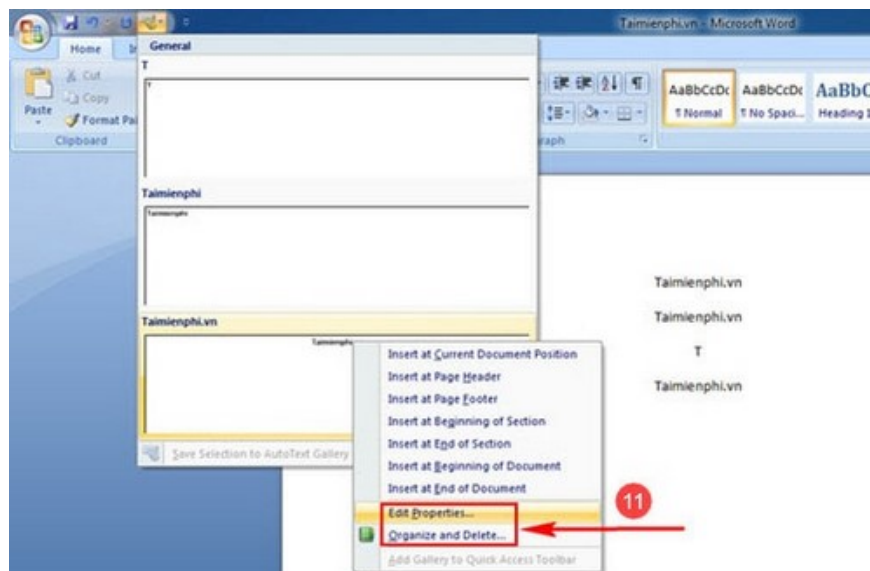 Taimienphi.vn - Microsoft Word
Home
General
Paste
Cut
Copy
Format Pai
Clipboard
T
T
Taimienphi
Taimienphi
Taimienphi.vn
Taimienphi
Save Selection to AutoText Gallery
AaBbCcDc AaBbCcDc AaBbC
¶ Normal ¶ No Spaci... Heading 1
raph
Taimienphi.vn
Taimienphi.vn
T
Taimienphi.vn
Insert at Current Document Position
Insert at Page Header
Insert at Page Footer
Insert at Beginning of Section
Insert at End of Section
Insert at Beginning of Document
Insert at End of Document
Edit Properties...
Organize and Delete...
Add Gallery to Quick Access Toolbar
11